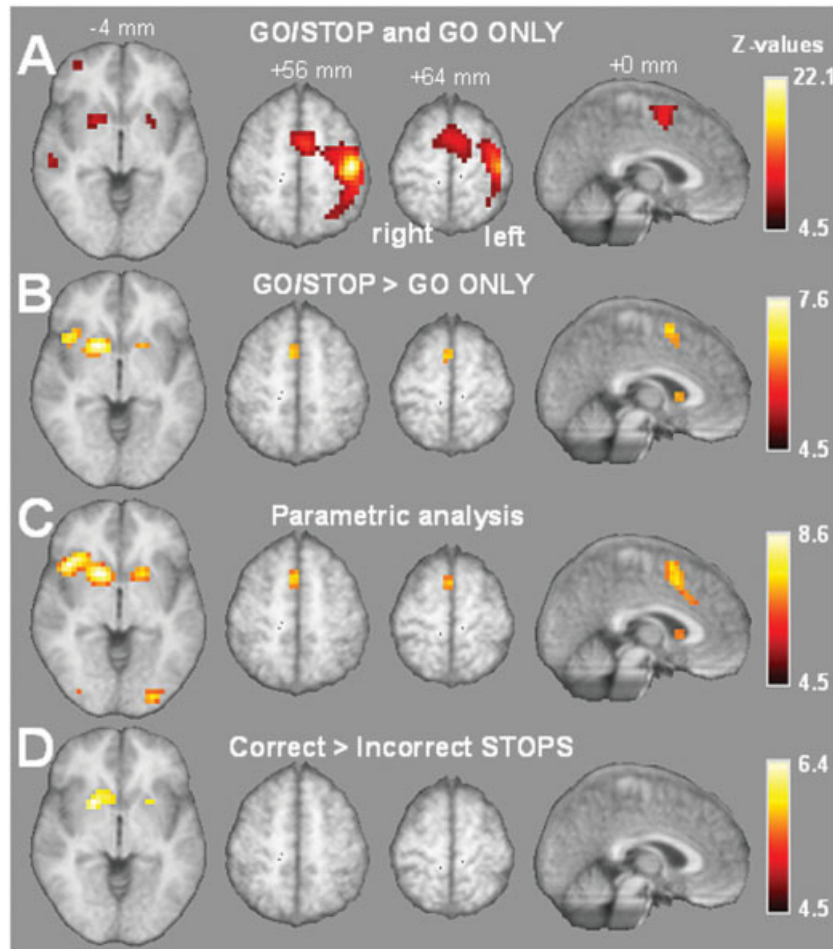 A
GO/STOP and GO ONLY
-4 mm
+56 mm
+64 mm
+0 mm
Z-values
22.1
4.5
right
left
B
GO/STOP > GO ONLY
7.6
4.5
C
Parametric analysis
8.6
4.5
D
Correct > Incorrect STOPS
6.4
4.5